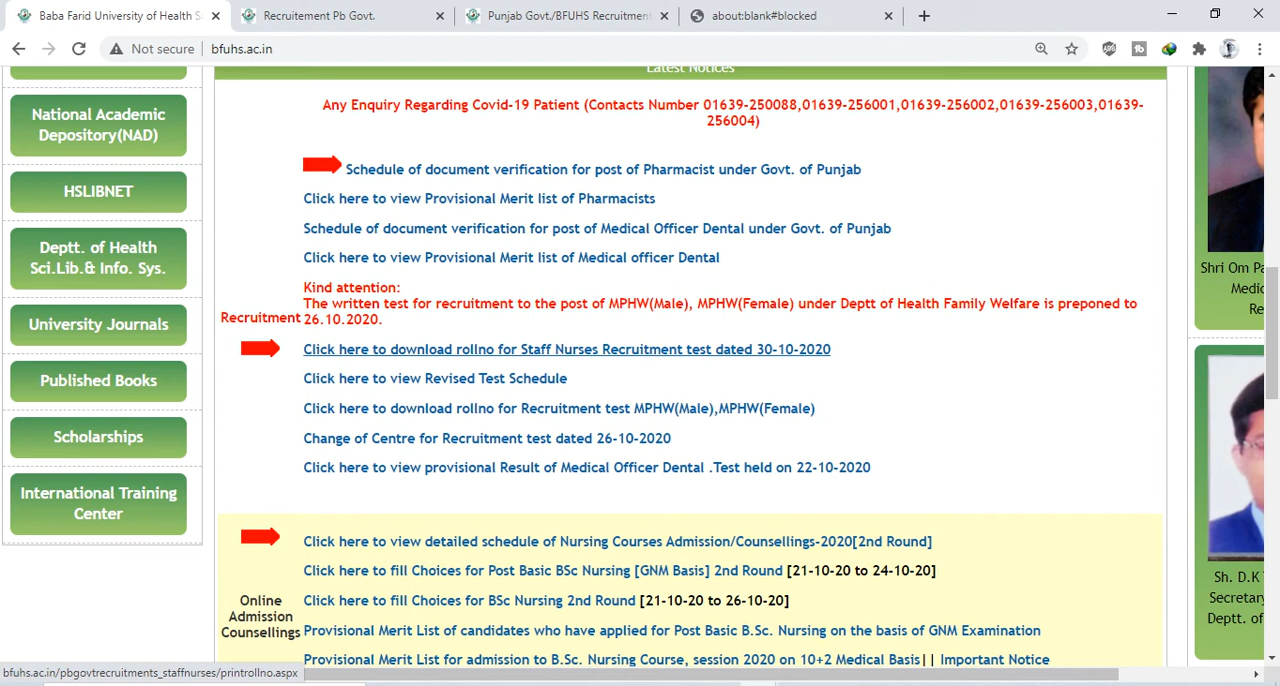 Baba Farid University of Health S
Recruitement Pb Govt.
Punjab Govt./BFUHS Recruitment
about:blank#blocked
Not secure
bfuhs.ac.in
Latest Notices
National Academic
Depository(NAD)
HSLIBNET
Deptt. of Health
Sci.Lib.& Info. Sys.
University Journals
Published Books
Scholarships
International Training
Center
Any Enquiry Regarding Covid-19 Patient (Contacts Number 01639-250088,01639-256001,01639-256002,01639-256003,01639-
256004)
Schedule of document verification for post of Pharmacist under Govt. of Punjab
Click here to view Provisional Merit list of Pharmacists
Schedule of document verification for post of Medical Officer Dental under Govt. of Punjab
Click here to view Provisional Merit list of Medical officer Dental
Kind attention:
The written test for recruitment to the post of MPHW(Male), MPHW(Female) under Deptt of Health Family Welfare is preponed to
Recruitment 26.10.2020.
Click here to download rollno for Staff Nurses Recruitment test dated 30-10-2020
Click here to view Revised Test Schedule
Click here to download rollno for Recruitment test MPHW(Male),MPHW(Female)
Change of Centre for Recruitment test dated 26-10-2020
Click here to view provisional Result of Medical Officer Dental .Test held on 22-10-2020
Online
Admission
Counsellings
Click here to view detailed schedule of Nursing Courses Admission/Counsellings-2020[2nd Round]
Click here to fill Choices for Post Basic BSc Nursing [GNM Basis] 2nd Round [21-10-20 to 24-10-20]
Click here to fill Choices for BSc Nursing 2nd Round [21-10-20 to 26-10-20]
Provisional Merit List of candidates who have applied for Post Basic B.Sc. Nursing on the basis of GNM Examination
Provisional Merit List for admission to B.Sc. Nursing Course, session 2020 on 10+2 Medical Basis|| Important Notice
Shri Om Pa
Medic
Re
Sh. D.K
Secretary
Deptt. of
bfuhs.ac.in/pbgovtrecruitments_staffnurses/printrollno.aspx